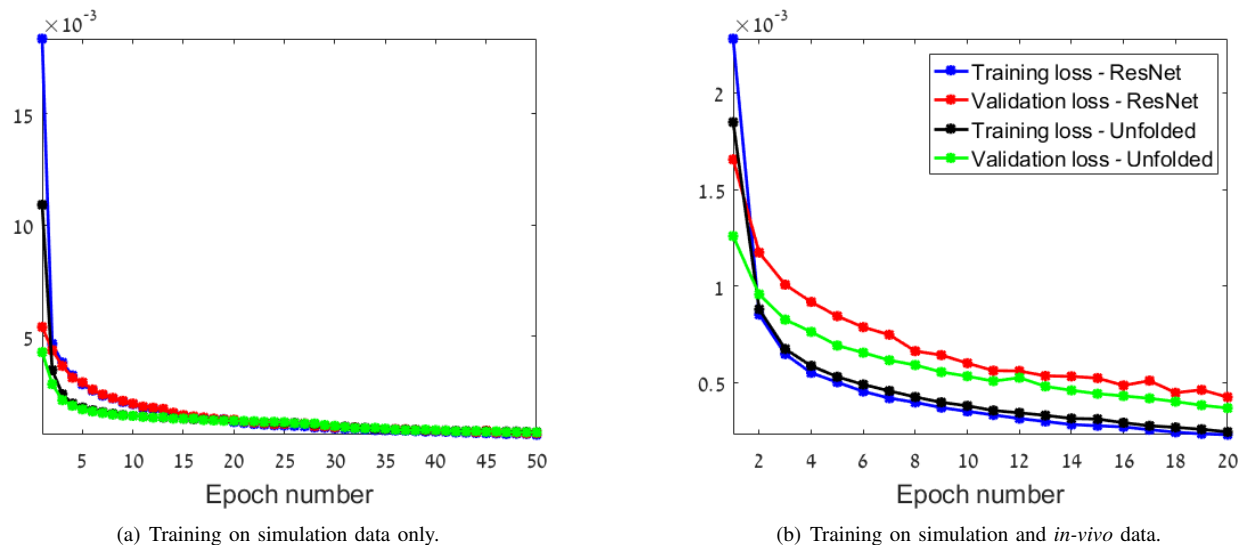 ×10⁻³
15
10
5
5 10 15 20 25 30 35 40 45 50
Epoch number
(a) Training on simulation data only.
×10⁻³
2
1.5
1
0.5
2 4 6 8 10 12 14 16 18 20
Epoch number
Training loss - ResNet
Validation loss - ResNet
Training loss - Unfolded
Validation loss - Unfolded
(b) Training on simulation and in-vivo data.